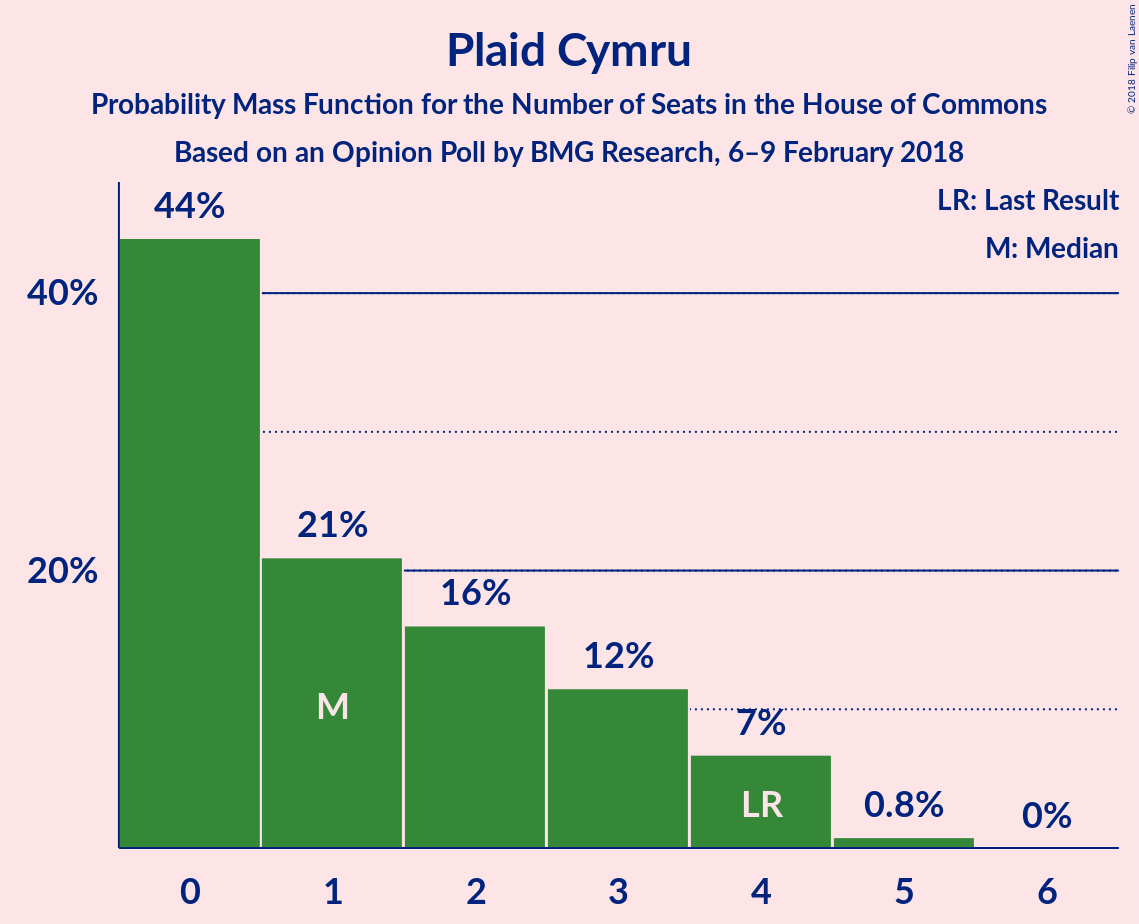 Plaid Cymru
Probability Mass Function for the Number of Seats in the House of Commons
Based on an Opinion Poll by BMG Research, 6–9 February 2018
© 2018 Filip van Laenen
LR: Last Result
M: Median
44%
40%
21%
20%
16%
12%
M
7%
LR
0.8%
0%
0 1 2 3 4 5 6